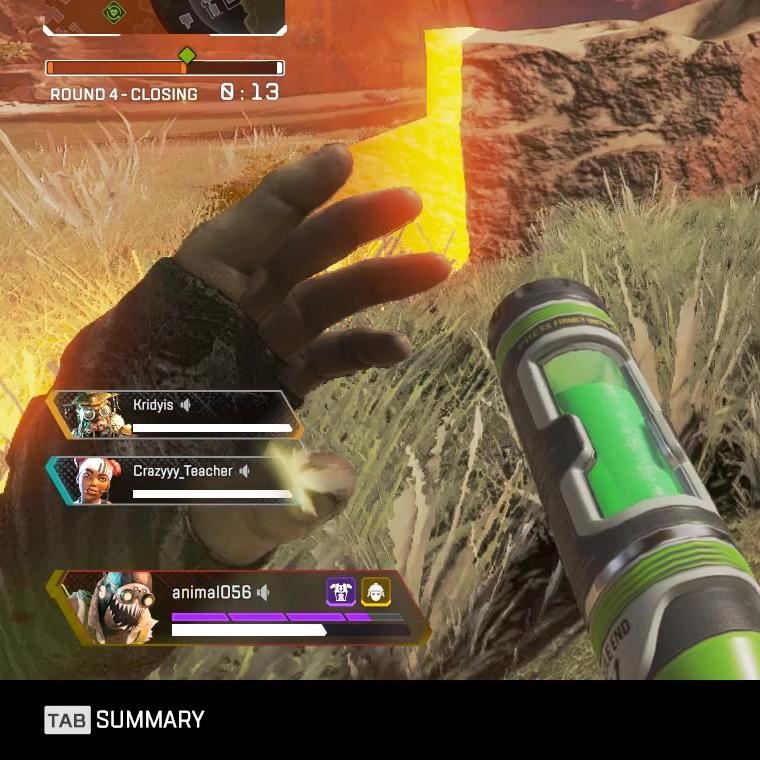 ROUND 4 - CLOSING 0:13
Kridyis
Crazyyy_Teacher
animal056
TAB SUMMARY